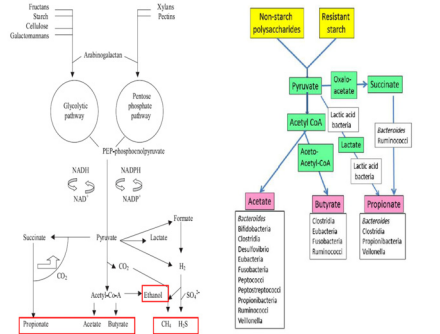 Fructans
Starch
Cellulose
Galactomannans
Xylans
Pectins
Arabinogalactan
Glycolytic
pathway
Pentose
phosphate
pathway
PEP-phosphoenolpyruvate
NADH
NAD⁺
NADPH
NADP⁺
Formate
Succinate
Pyruvate
Lactate
CO₂
CO₂
H₂
Acetyl-Co-A
Ethanol
SO₄²⁻
Propionate
Acetate
Butyrate
CH₄
H₂S
Non-starch
polysaccharides
Resistant
starch
Pyruvate
Oxalo-
acetate
Succinate
Acetyl CoA
Lactic acid
bacteria
Bacteroides
Ruminococci
Aceto-
Acetyl-CoA
Lactate
Lactic acid
bacteria
Acetate
Butyrate
Propionate
Bacteroides
Bifidobacteria
Clostridia
Desulfovibrio
Eubacteria
Fusobacteria
Peptococci
Peptostreptococci
Propionibacteria
Ruminococci
Veillonella
Clostridia
Eubacteria
Fusobacteria
Ruminococci
Bacteroides
Clostridia
Propionibacteria
Veilonella